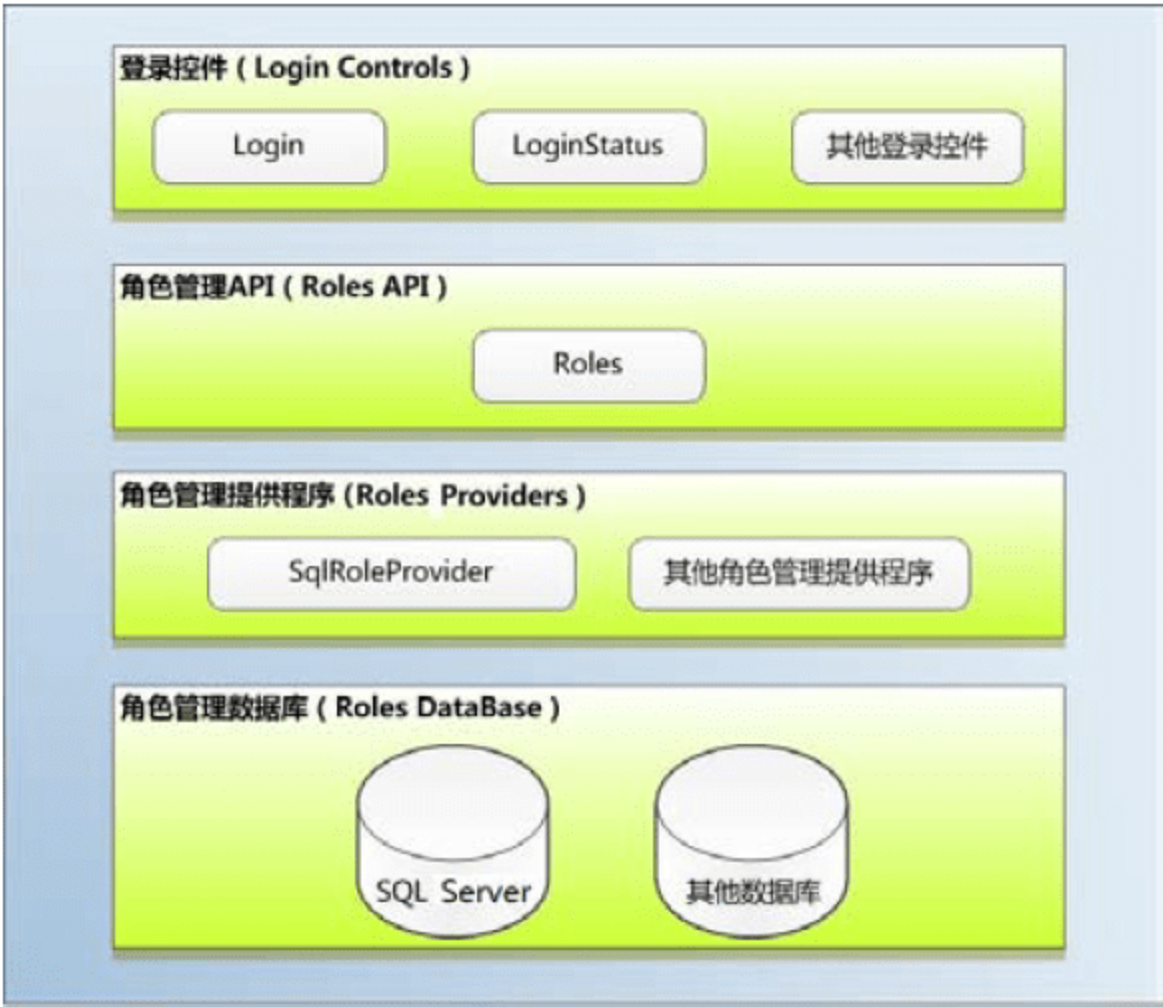 登录控件 ( Login Controls )
Login
LoginStatus
其他登录控件
角色管理API ( Roles API )
Roles
角色管理提供程序 (Roles Providers )
SqlRoleProvider
其他角色管理提供程序
角色管理数据库 ( Roles DataBase )
SQL Server
其他数据库